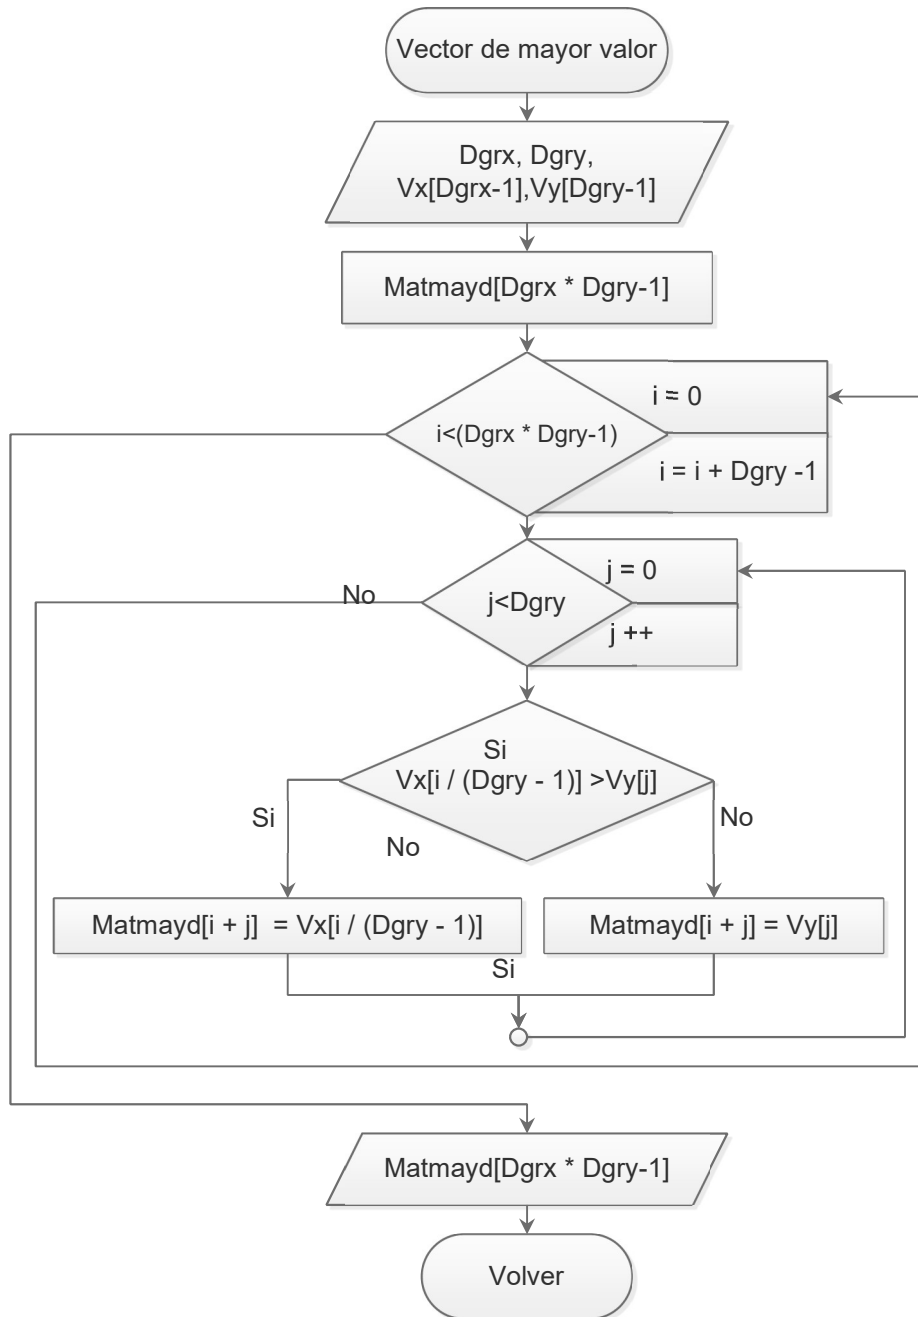 Vector de mayor valor
Dgrx, Dgry,
Vx[Dgrx-1],Vy[Dgry-1]
Matmayd[Dgrx * Dgry-1]
i = 0
i<(Dgrx * Dgry-1)
i = i + Dgry -1
j = 0
No
j<Dgry
j ++
Si
Vx[i / (Dgry - 1)] >Vy[j]
Si
No
No
Matmayd[i + j]  = Vx[i / (Dgry - 1)]
Matmayd[i + j] = Vy[j]
Si
Matmayd[Dgrx * Dgry-1]
Volver